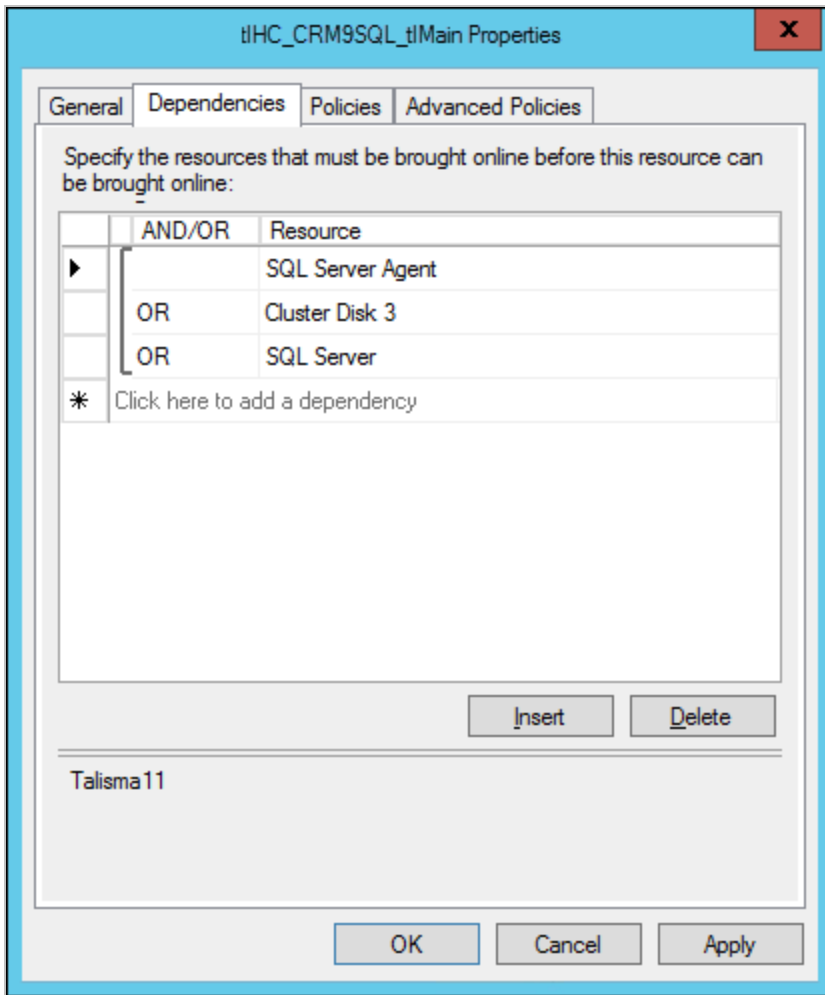 tlHC_CRM9SQL_tlMain Properties
x
General Dependencies Policies Advanced Policies
Specify the resources that must be brought online before this resource can
be brought online:
AND/OR Resource
SQL Server Agent
OR Cluster Disk 3
OR SQL Server
Click here to add a dependency
Insert Delete
Talisma11
OK Cancel Apply